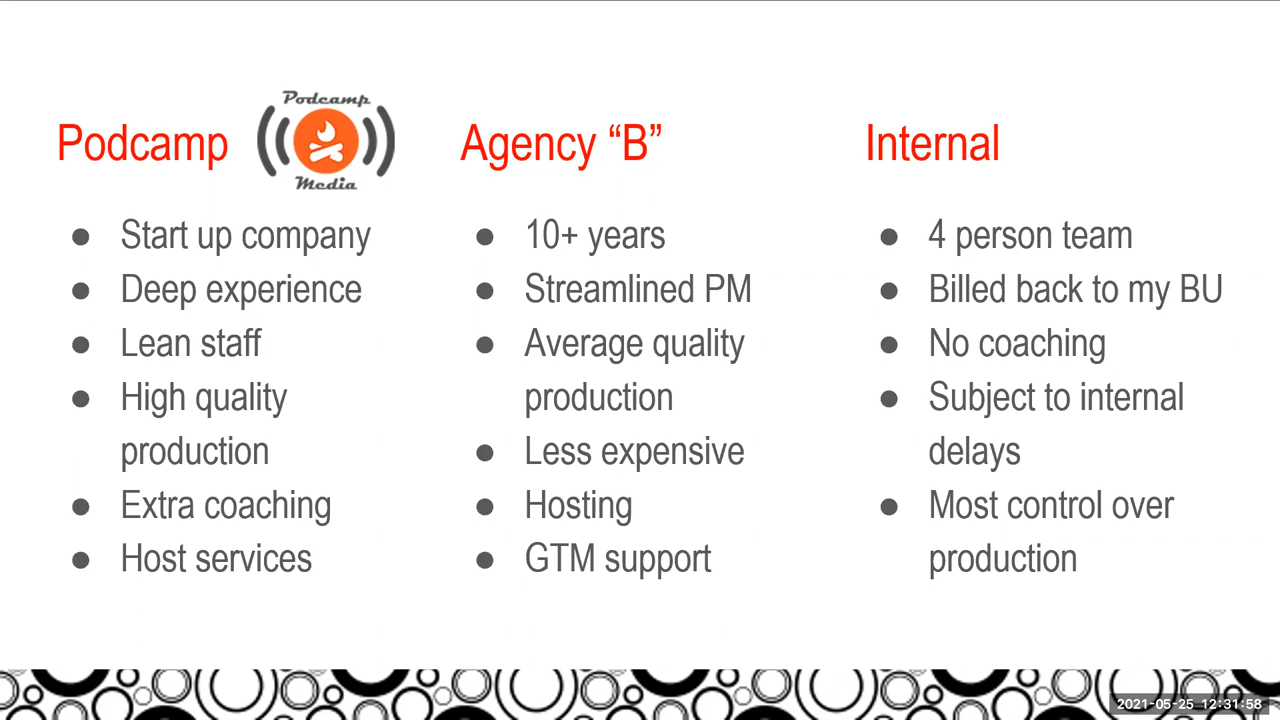 Podcamp
Podcamp
Media
Start up company
Deep experience
Lean staff
High quality
production
Extra coaching
Host services
Agency “B”
10+ years
Streamlined PM
Average quality
production
Less expensive
Hosting
GTM support
Internal
4 person team
Billed back to my BU
No coaching
Subject to internal
delays
Most control over
production
2021-05-25 12:31:58